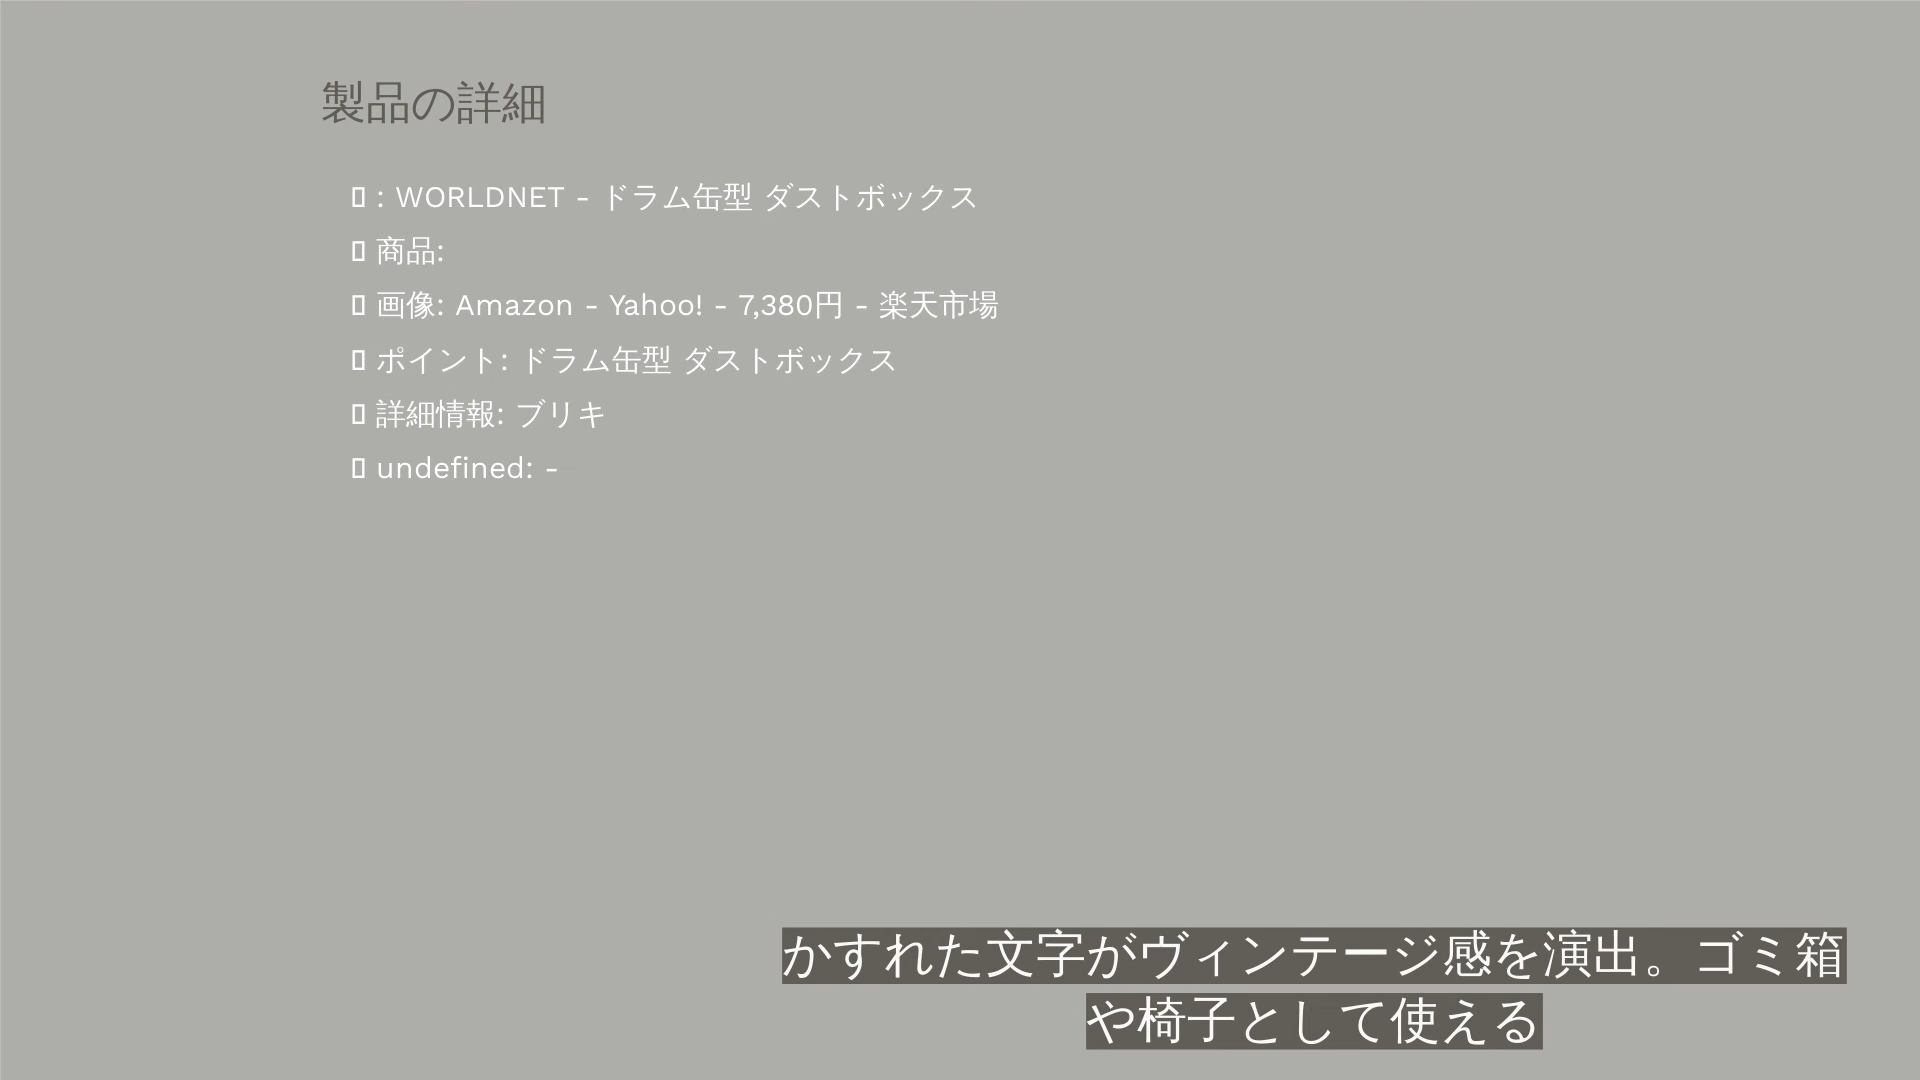 製品の詳細
▯ : WORLDNET - ドラム缶型 ダストボックス
▯ 商品:
▯ 画像: Amazon - Yahoo! - 7,380円 - 楽天市場
▯ ポイント: ドラム缶型 ダストボックス
▯ 詳細情報: ブリキ
▯ undefined: -
かすれた文字がヴィンテージ感を演出。ゴミ箱
や椅子として使える